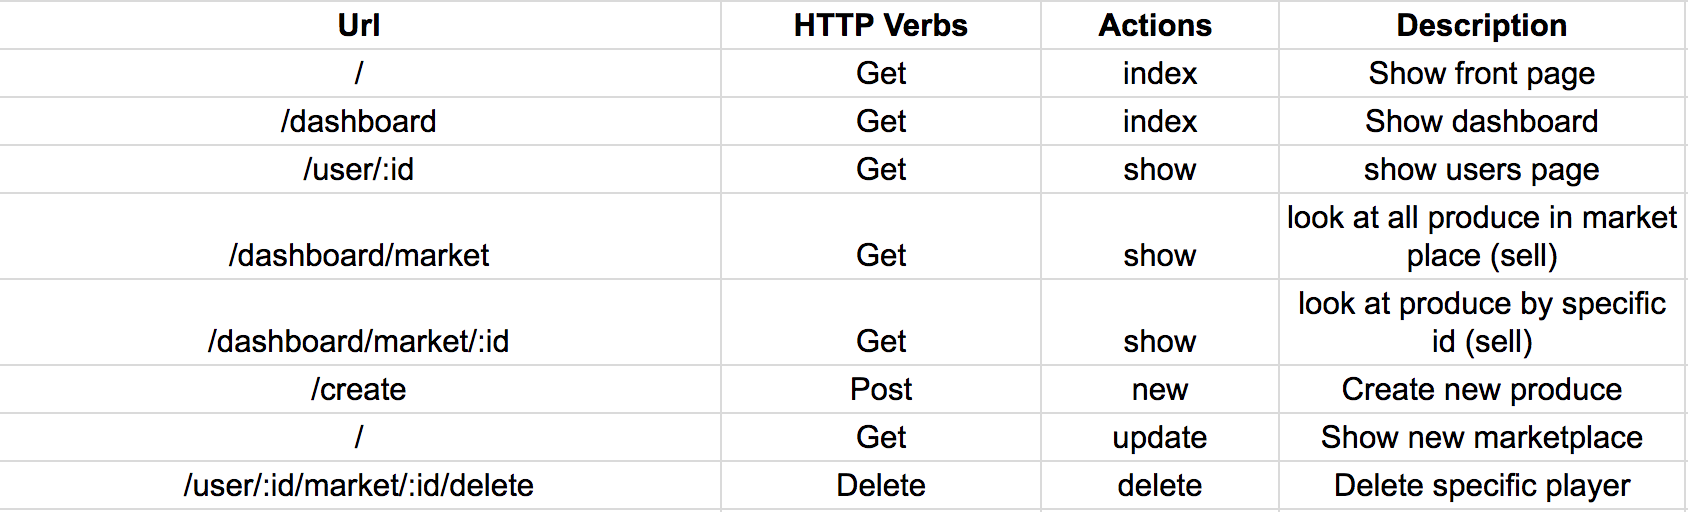 Url HTTP Verbs Actions Description
/ Get index Show front page
/dashboard Get index Show dashboard
/user/:id Get show show users page
look at all produce in market
/dashboard/market Get show place (sell)
look at produce by specific
/dashboard/market/:id Get show id (sell)
/create Post new Create new produce
/ Get update Show new marketplace
/user/:id/market/:id/delete Delete delete Delete specific player